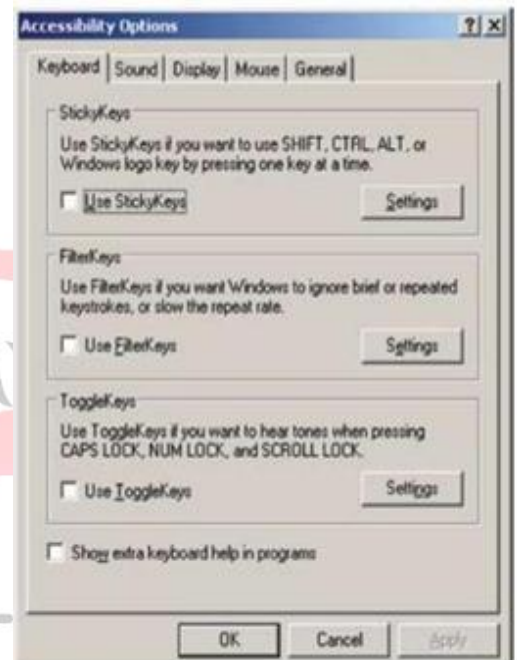 Accessibility Options
Keyboard Sound Display Mouse General
StickyKeys
Use StickyKeys if you want to use SHIFT, CTRL, ALT, or
Windows logo key by pressing one key at a time.
Use StickyKeys Settings
FilterKeys
Use FilterKeys if you want Windows to ignore brief or repeated
keystrokes, or slow the repeat rate.
Use FilterKeys Settings
ToggleKeys
Use ToggleKeys if you want to hear tones when pressing
CAPS LOCK, NUM LOCK, and SCROLL LOCK.
Use ToggleKeys Settings
Show extra keyboard help in programs
OK Cancel Apply